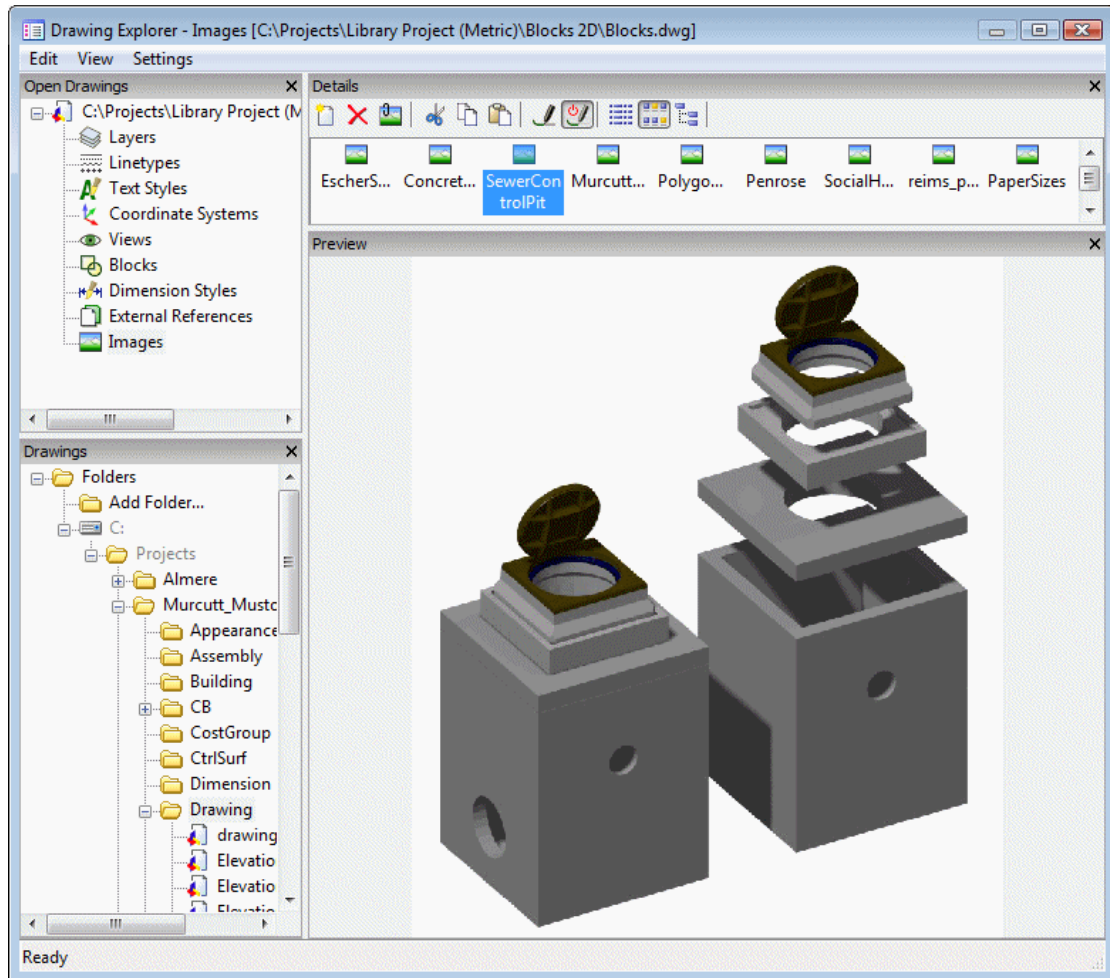 Drawing Explorer - Images [C:\Projects\Library Project (Metric)\Blocks 2D\Blocks.dwg]
Edit View Settings
Open Drawings
C:\Projects\Library Project (M
Layers
Linetypes
Text Styles
Coordinate Systems
Views
Blocks
Dimension Styles
External References
Images
Details
EscherS... Concret... SewerCon Murcutt... Polygo... Penrose SocialH... reims_p... PaperSizes
trolPit
Preview
Drawings
Folders
Add Folder...
C:
Projects
Almere
Murcutt_Mustc
Appearance
Assembly
Building
CB
CostGroup
CtrlSurf
Dimension
Drawing
drawing
Elevatio
Elevatio
Elevatio
Ready